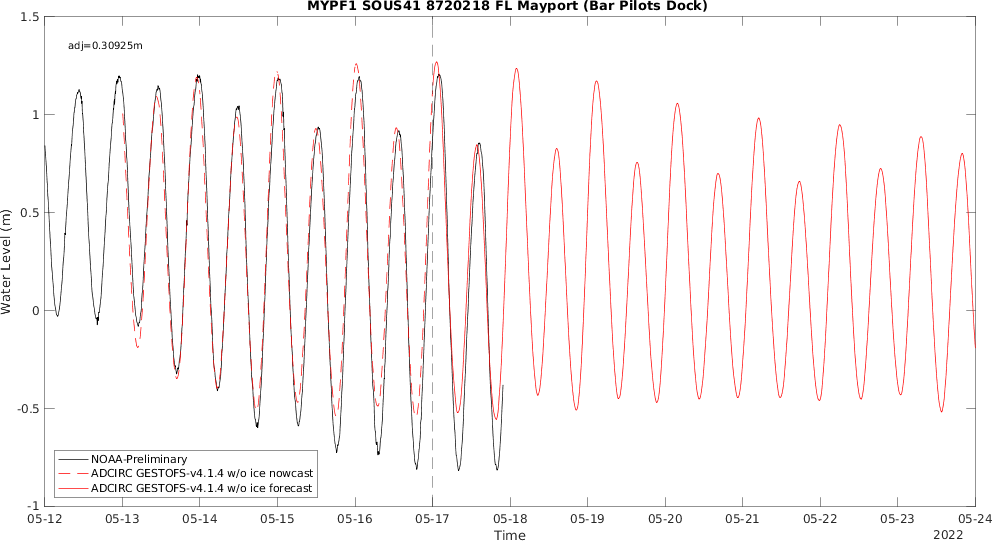 MYPF1 SOUS41 8720218 FL Mayport (Bar Pilots Dock)
adj=0.30925m
1.5
1
0.5
0
-0.5
-1
Water Level (m)
NOAA-Preliminary
ADCIRC GESTOFS-v4.1.4 w/o ice nowcast
ADCIRC GESTOFS-v4.1.4 w/o ice forecast
05-12 05-13 05-14 05-15 05-16 05-17 05-18 05-19 05-20 05-21 05-22 05-23 05-24
Time
2022